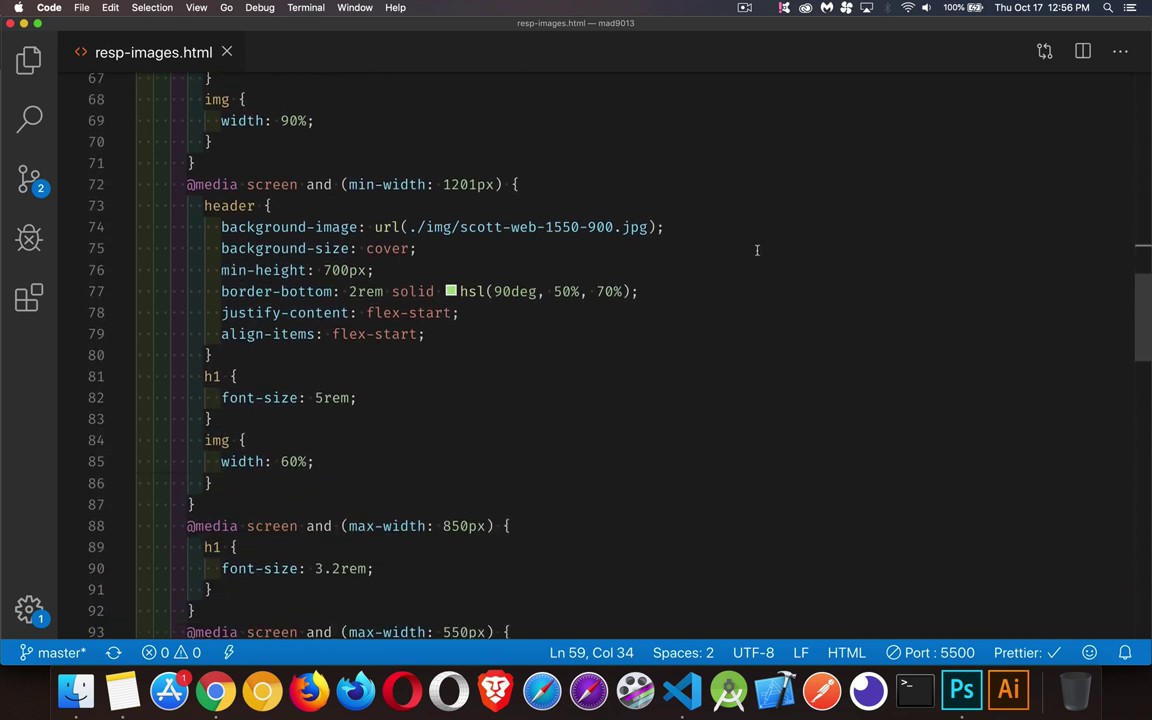 Code File Edit Selection View Go Debug Terminal Window Help 100% Thu Oct 17 12:56 PM
resp-images.html — mad9013
resp-images.html
67 }
68 img {
69 width: 90%;
70 }
71 }
72 @media screen and (min-width: 1201px) {
73 header {
74 background-image: url(./img/scott-web-1550-900.jpg);
75 background-size: cover;
76 min-height: 700px;
77 border-bottom: 2rem solid hsl(90deg, 50%, 70%);
78 justify-content: flex-start;
79 align-items: flex-start;
80 }
81 h1 {
82 font-size: 5rem;
83 }
84 img {
85 width: 60%;
86 }
87 }
88 @media screen and (max-width: 850px) {
89 h1 {
90 font-size: 3.2rem;
91 }
92 }
93 @media screen and (max-width: 550px) {
2
1
master* 0 0 Ln 59, Col 34 Spaces: 2 UTF-8 LF HTML Port : 5500 Prettier: ✓
1
>_ Ps Ai